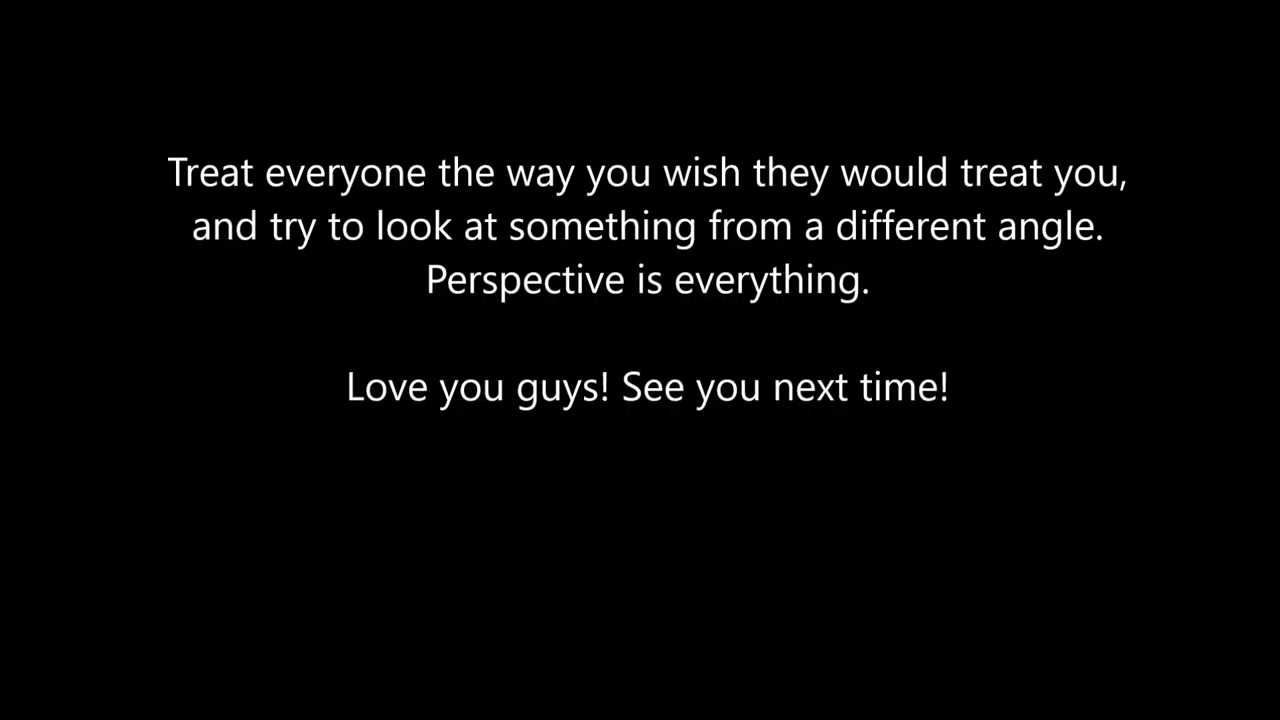 Treat everyone the way you wish they would treat you,
and try to look at something from a different angle.
Perspective is everything.
Love you guys! See you next time!